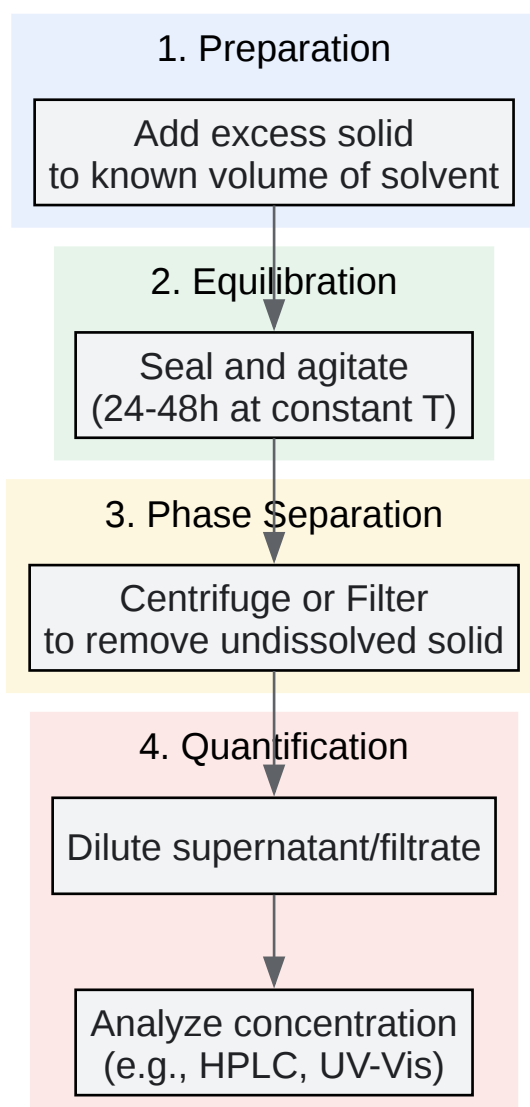 1. Preparation
Add excess solid
to known volume of solvent
2. Equilibration
Seal and agitate
(24-48h at constant T)
3. Phase Separation
Centrifuge or Filter
to remove undissolved solid
4. Quantification
Dilute supernatant/filtrate
Analyze concentration
(e.g., HPLC, UV-Vis)